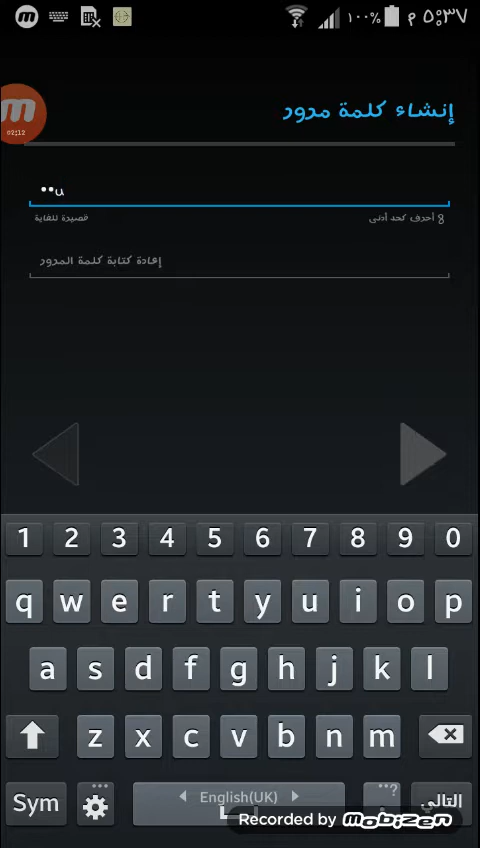 ١٠٠% ٥:٣٧ م
إنشاء كلمة مرور
02:12
••u
8 أحرف كحد أدنى قصيرة للغاية
إعادة كتابة كلمة المرور
1 2 3 4 5 6 7 8 9 0
q w e r t y u i o p
a s d f g h j k l
z x c v b n m
Sym English(UK) ? التالي
Recorded by mobizen